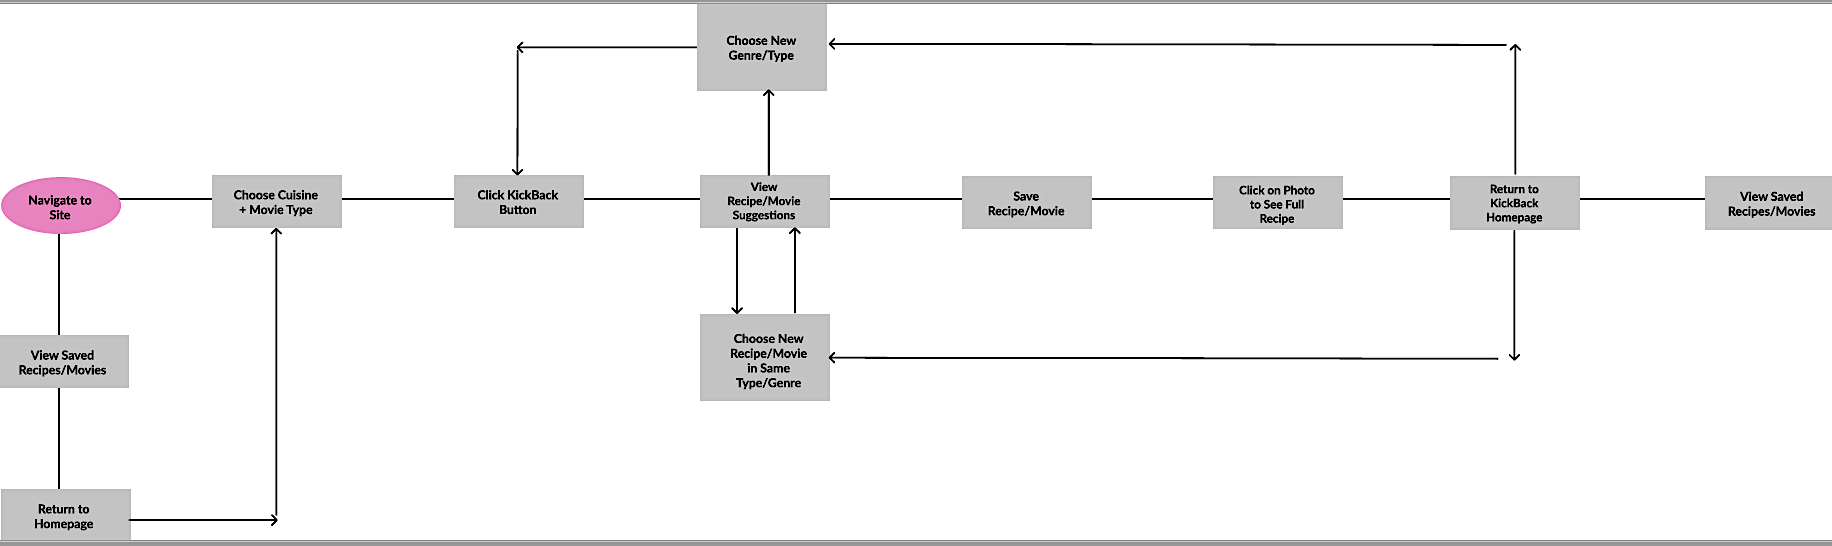 Choose New
Genre/Type
Navigate to
Site
Choose Cuisine
+ Movie Type
Click KickBack
Button
View
Recipe/Movie
Suggestions
Save
Recipe/Movie
Click on Photo
to See Full
Recipe
Return to
KickBack
Homepage
View Saved
Recipes/Movies
View Saved
Recipes/Movies
Choose New
Recipe/Movie
in Same
Type/Genre
Return to
Homepage